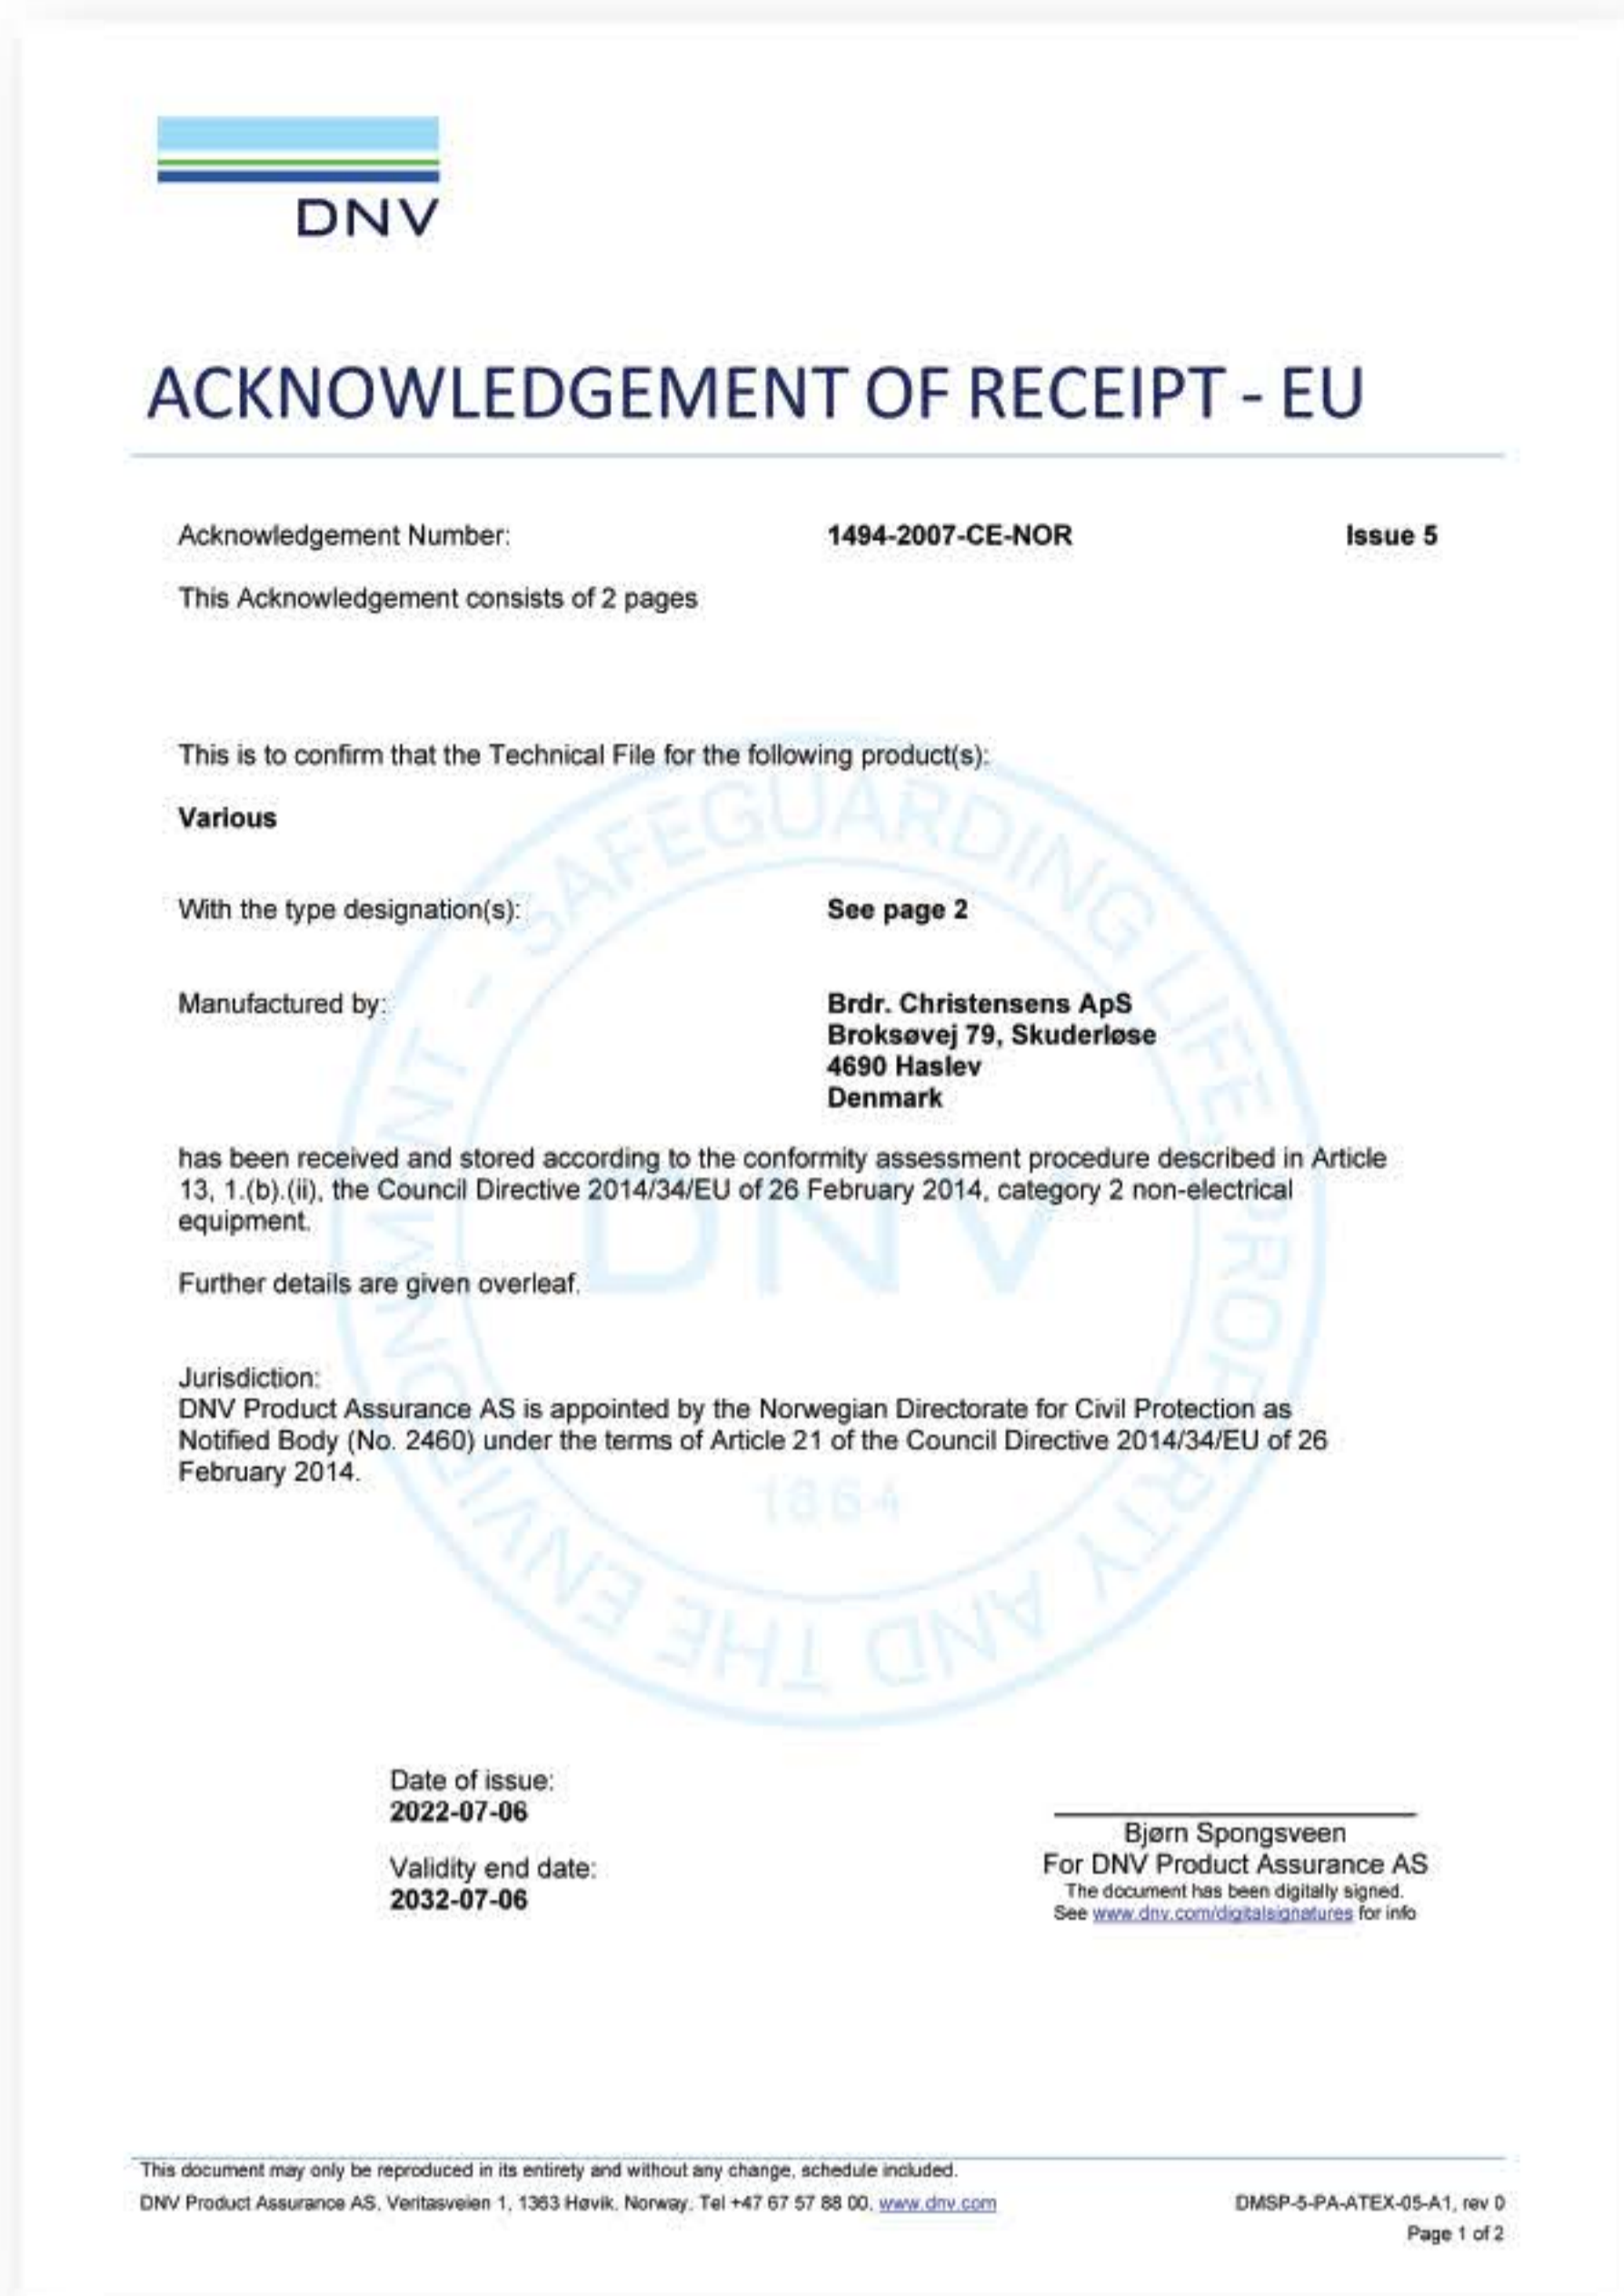 DNV
ACKNOWLEDGEMENT OF RECEIPT - EU
Acknowledgement Number: 1494-2007-CE-NOR Issue 5
This Acknowledgement consists of 2 pages
This is to confirm that the Technical File for the following product(s):
Various
With the type designation(s): See page 2
Manufactured by: Brdr. Christensens ApS
Broksøvej 79, Skuderløse
4690 Haslev
Denmark
has been received and stored according to the conformity assessment procedure described in Article
13, 1.(b).(ii), the Council Directive 2014/34/EU of 26 February 2014, category 2 non-electrical
equipment.
Further details are given overleaf.
Jurisdiction:
DNV Product Assurance AS is appointed by the Norwegian Directorate for Civil Protection as
Notified Body (No. 2460) under the terms of Article 21 of the Council Directive 2014/34/EU of 26
February 2014.
SAFEGUARDING LIFE PROPERTY AND THE ENVIRONMENT -
DNV
1864
Date of issue:
2022-07-06
Validity end date:
2032-07-06
Bjørn Spongsveen
For DNV Product Assurance AS
The document has been digitally signed.
See www.dnv.com/digitalsignatures for info
This document may only be reproduced in its entirety and without any change, schedule included.
DNV Product Assurance AS, Veritasveien 1, 1363 Høvik, Norway. Tel +47 67 57 88 00. www.dnv.com DMSP-5-PA-ATEX-05-A1, rev 0
Page 1 of 2